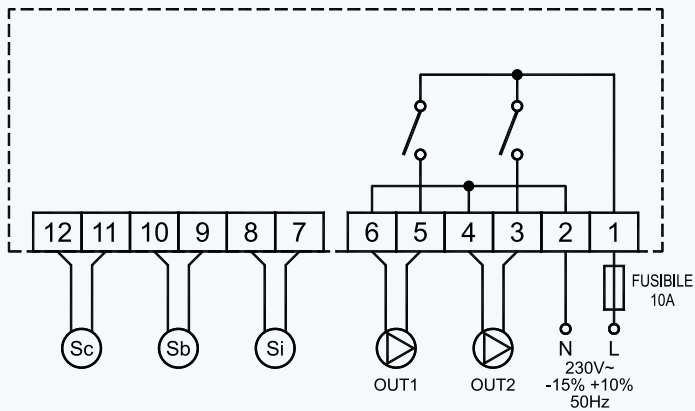 12 11 10 9 8 7 6 5 4 3 2 1
FUSIBILE
10A
Sc Sb Si
OUT1 OUT2
N L
230V~
-15% +10%
50Hz